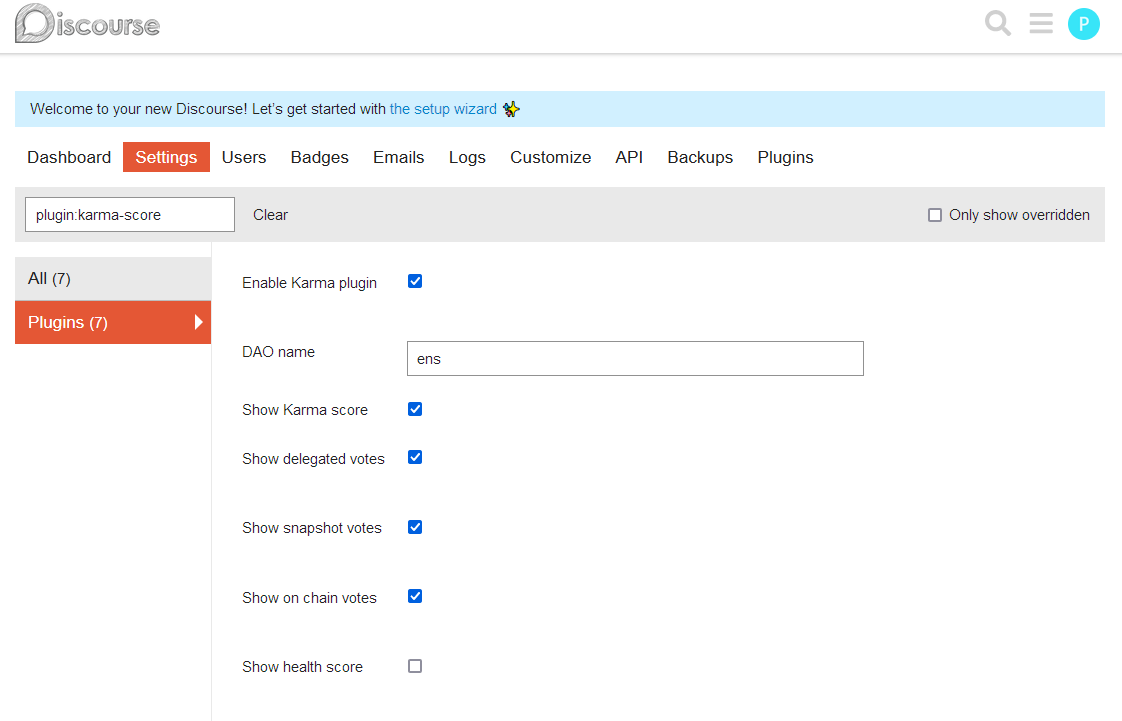 Discourse
P
Welcome to your new Discourse! Let's get started with the setup wizard
Dashboard Settings Users Badges Emails Logs Customize API Backups Plugins
plugin:karma-score Clear Only show overridden
All (7)
Plugins (7)
Enable Karma plugin
DAO name ens
Show Karma score
Show delegated votes
Show snapshot votes
Show on chain votes
Show health score